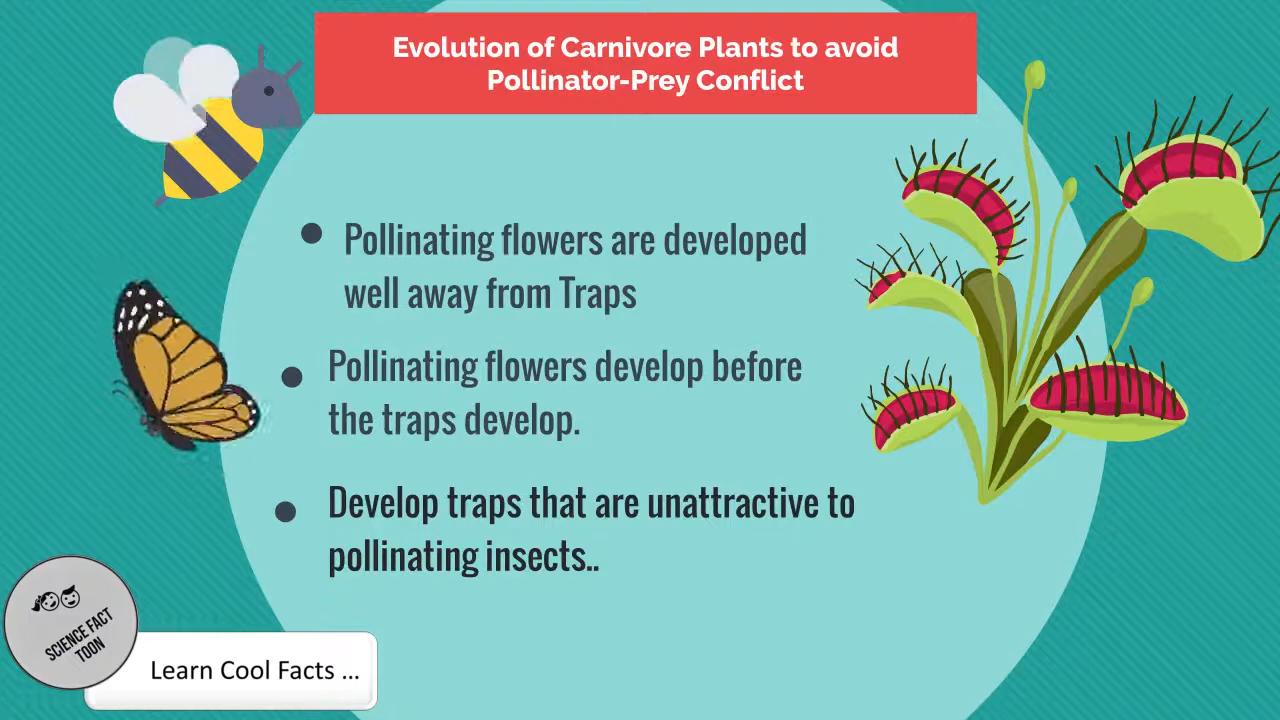 Evolution of Carnivore Plants to avoid
Pollinator-Prey Conflict
Pollinating flowers are developed
well away from Traps
Pollinating flowers develop before
the traps develop.
Develop traps that are unattractive to
pollinating insects..
SCIENCE FACT
TOON
Learn Cool Facts ...